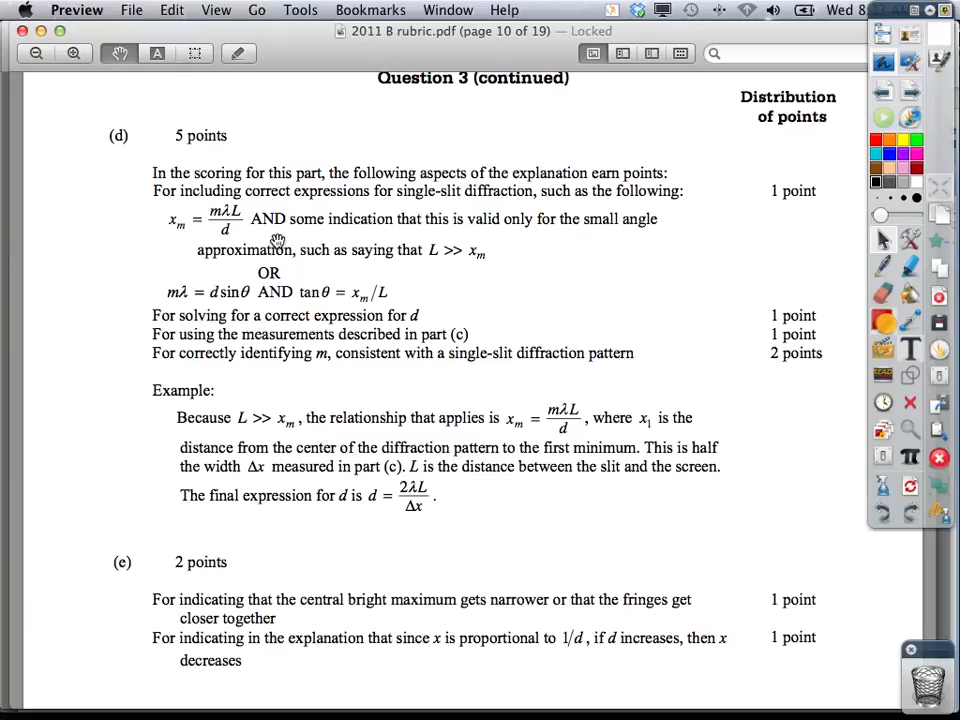 Preview File Edit View Go Tools Bookmarks Window Help Wed 8
2011 B rubric.pdf (page 10 of 19) — Locked
Question 3 (continued)
Distribution
of points
(d) 5 points
In the scoring for this part, the following aspects of the explanation earn points:
For including correct expressions for single-slit diffraction, such as the following: 1 point
xₘ = mλL/d AND some indication that this is valid only for the small angle
approximation, such as saying that L >> xₘ
OR
mλ = d sinθ AND tanθ = xₘ/L
For solving for a correct expression for d 1 point
For using the measurements described in part (c) 1 point
For correctly identifying m, consistent with a single-slit diffraction pattern 2 points
Example:
Because L >> xₘ, the relationship that applies is xₘ = mλL/d, where x₁ is the
distance from the center of the diffraction pattern to the first minimum. This is half
the width Δx measured in part (c). L is the distance between the slit and the screen.
The final expression for d is d = 2λL/Δx.
(e) 2 points
For indicating that the central bright maximum gets narrower or that the fringes get 1 point
closer together
For indicating in the explanation that since x is proportional to 1/d, if d increases, then x 1 point
decreases